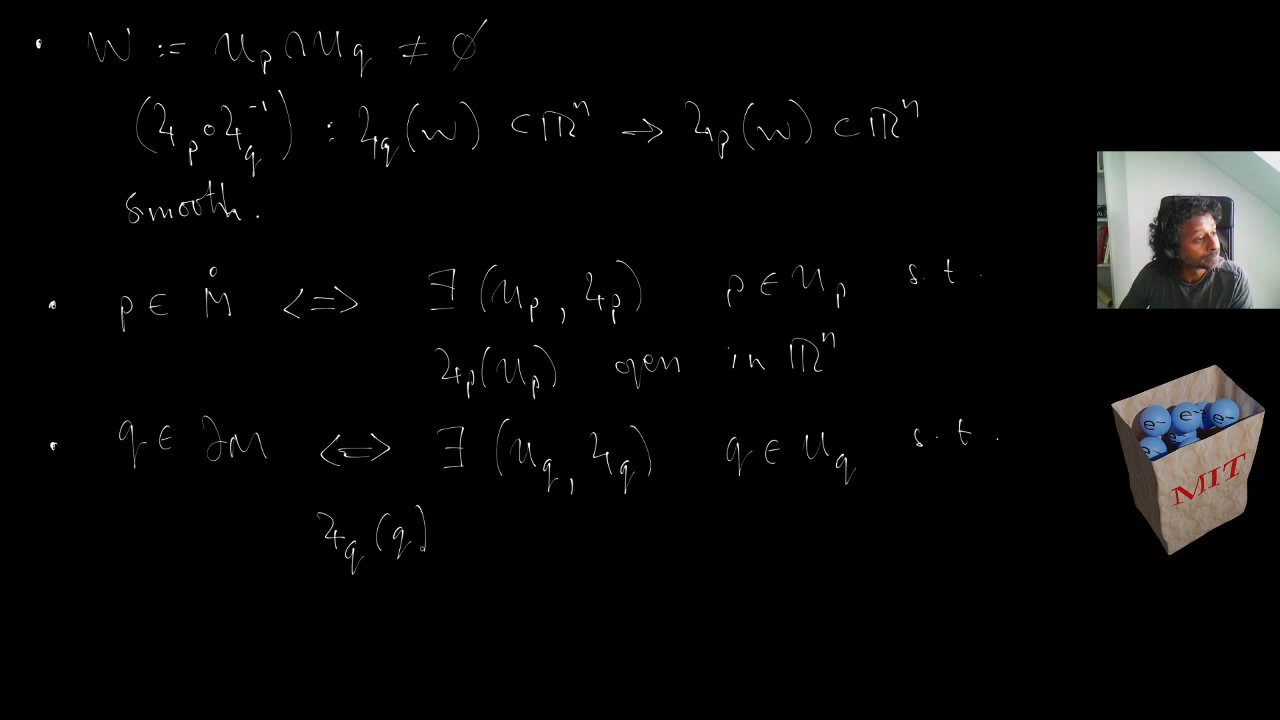 • W := U_p ∩ U_q ≠ ∅
(φ_p ∘ φ_q^{-1}) : φ_q(W) ⊂ ℝ^n → φ_p(W) ⊂ ℝ^n
smooth.
• p ∈ M̊ <=> ∃ (U_p, φ_p) p ∈ U_p s.t.
φ_p(U_p) open in ℝ^n
• q ∈ ∂M <=> ∃ (U_q, φ_q) q ∈ U_q s.t.
φ_q(q)
e⁻ e⁻ e⁻ e⁻
MIT